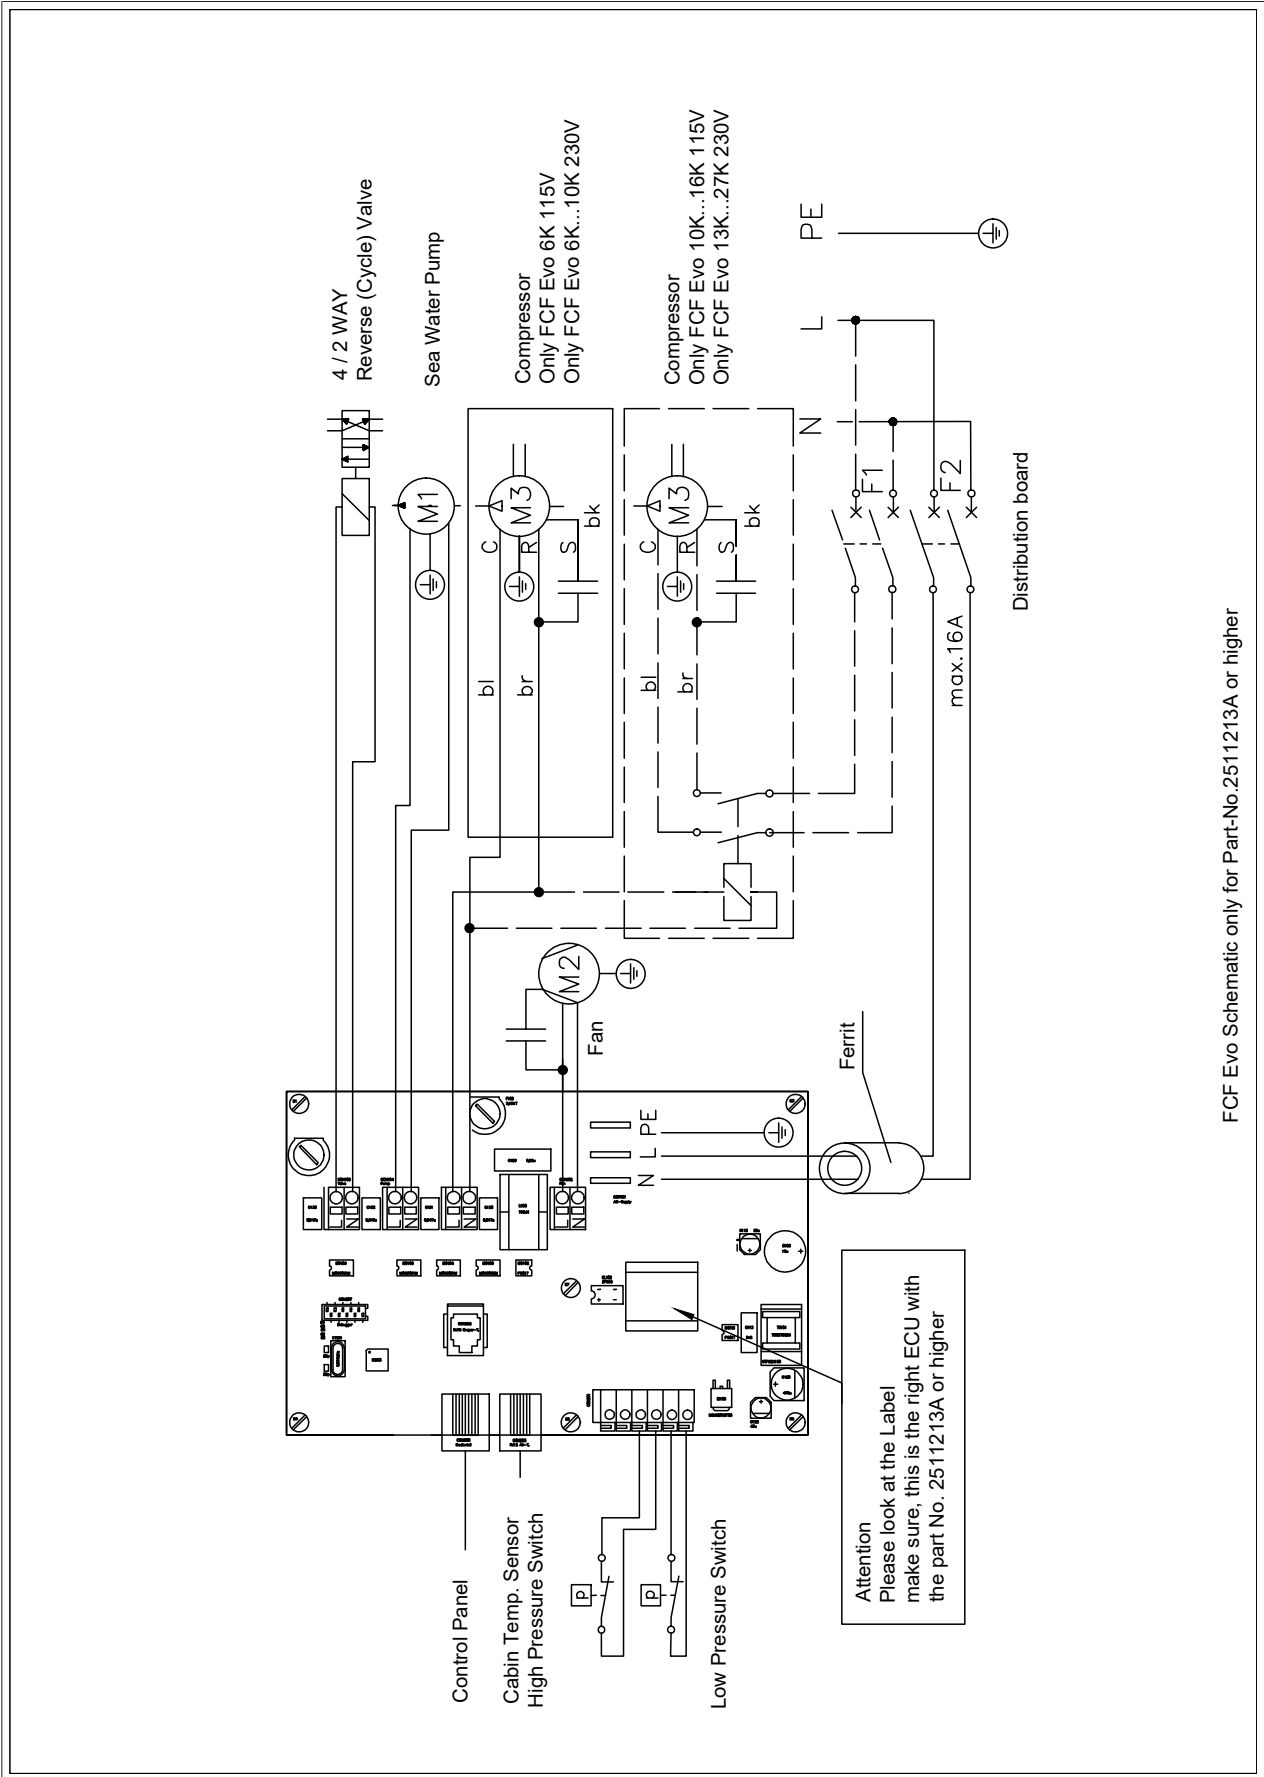 4 / 2 WAY
Reverse (Cycle) Valve
Sea Water Pump
Compressor
Only FCF Evo 6K 115V
Only FCF Evo 6K...10K 230V
Compressor
Only FCF Evo 10K...16K 115V
Only FCF Evo 13K...27K 230V
PE
L
N
M1
M3
C
R
S
bk
bl
br
M3
C
R
S
bk
bl
br
F1
F2
max.16A
Distribution board
M2
Fan
Ferrit
L
N
L
N
L
N
L
N
PE
L
N
Control Panel
Cabin Temp. Sensor
High Pressure Switch
p
p
Low Pressure Switch
Attention
Please look at the Label
make sure, this is the right ECU with
the part No. 2511213A or higher
FCF Evo Schematic only for Part-No.2511213A or higher